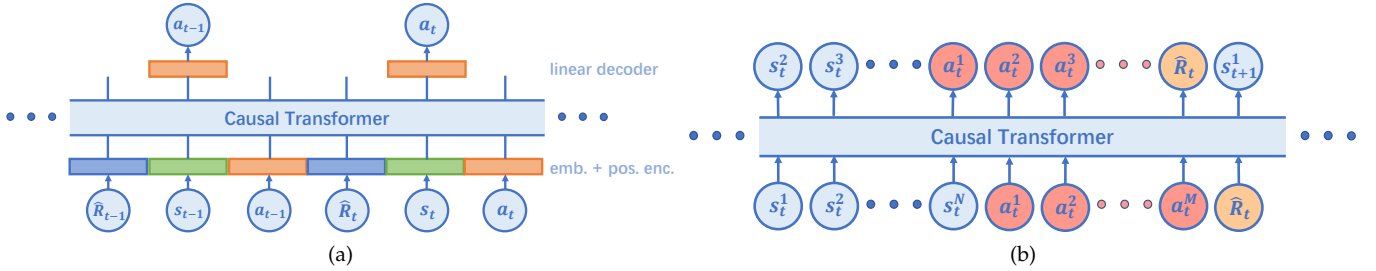 a_{t-1} a_t
linear decoder
Causal Transformer
emb. + pos. enc.
R̂_{t-1} s_{t-1} a_{t-1} R̂_t s_t a_t
(a)
s_t^2 s_t^3 a_t^1 a_t^2 a_t^3 R̂_t s_{t+1}^1
Causal Transformer
s_t^1 s_t^2 s_t^N a_t^1 a_t^2 a_t^M R̂_t
(b)